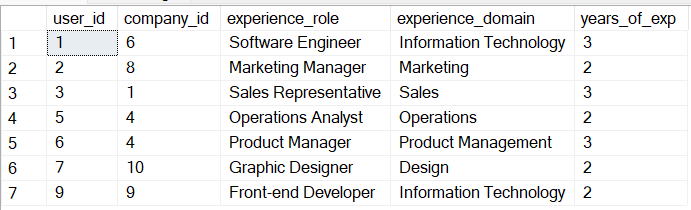 user_id company_id experience_role experience_domain years_of_exp
1 1 6 Software Engineer Information Technology 3
2 2 8 Marketing Manager Marketing 2
3 3 1 Sales Representative Sales 3
4 5 4 Operations Analyst Operations 2
5 6 4 Product Manager Product Management 3
6 7 10 Graphic Designer Design 2
7 9 9 Front-end Developer Information Technology 2